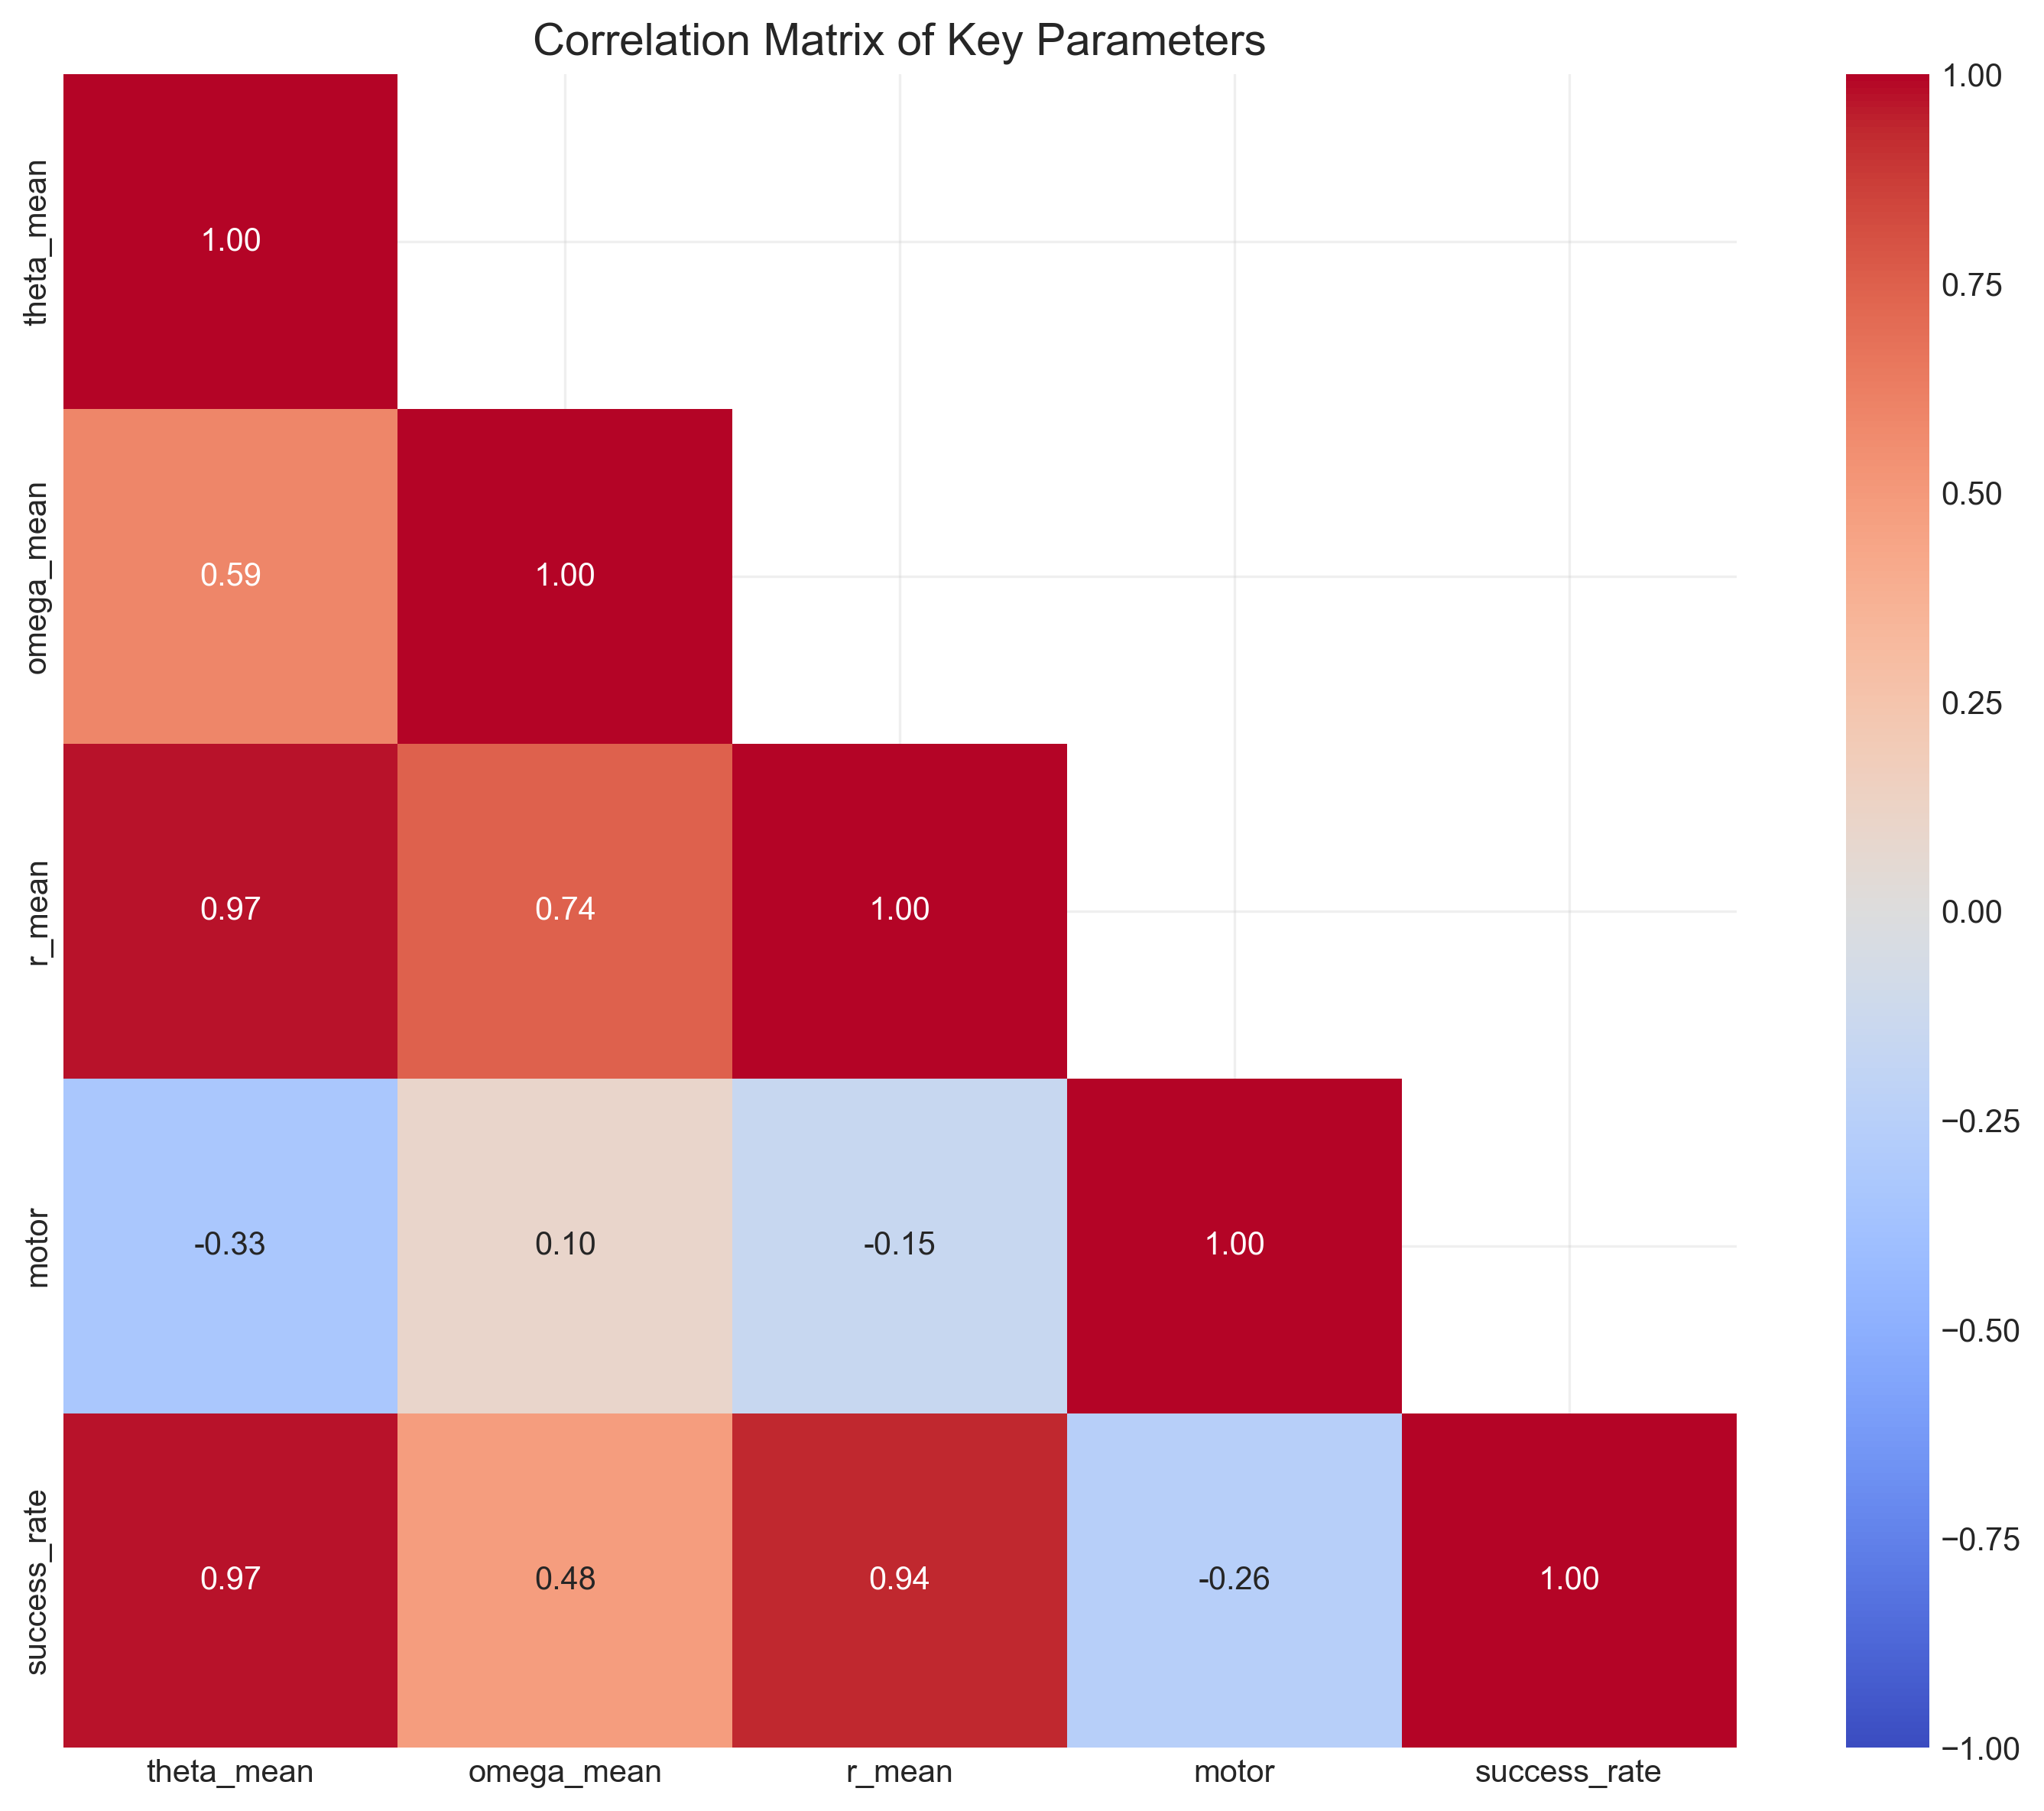 Correlation Matrix of Key Parameters
theta_mean
1.00
omega_mean
0.59 1.00
r_mean
0.97 0.74 1.00
motor
-0.33 0.10 -0.15 1.00
success_rate
0.97 0.48 0.94 -0.26 1.00
theta_mean omega_mean r_mean motor success_rate
1.00
0.75
0.50
0.25
0.00
−0.25
−0.50
−0.75
−1.00